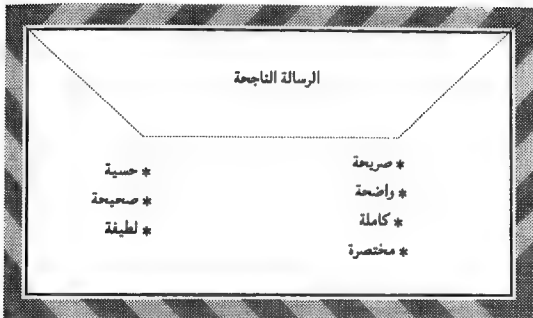 الرسالة الناجحة
* صريحة
* واضحة
* كاملة
* مختصرة
* حسية
* صحيحة
* لطيفة